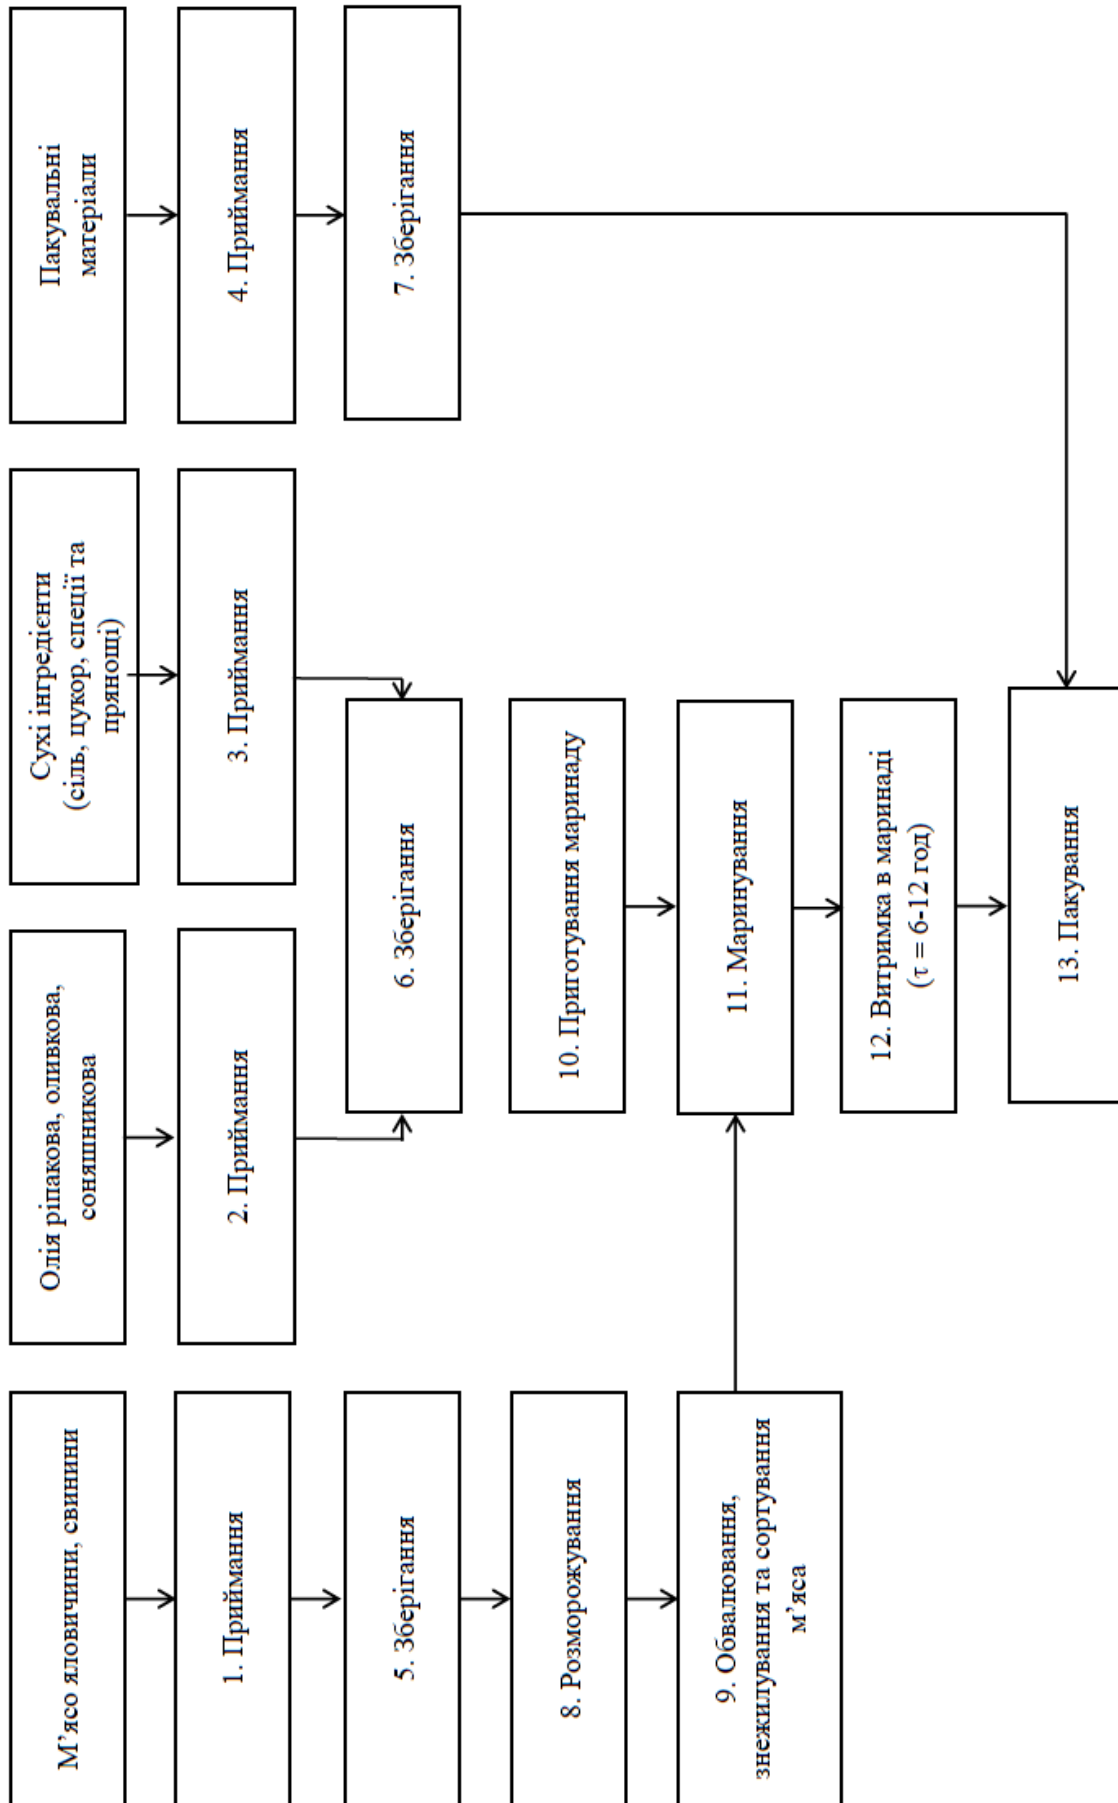 М’ясо яловичини, свинини
Олія ріпакова, оливкова,
соняшникова
Сухі інгредієнти
(сіль, цукор, спеції та
прянощі)
Пакувальні
матеріали
1. Приймання
2. Приймання
3. Приймання
4. Приймання
5. Зберігання
6. Зберігання
7. Зберігання
8. Розморожування
9. Обвалювання,
знежилування та сортування
м’яса
10. Приготування маринаду
11. Маринування
12. Витримка в маринаді
(τ = 6-12 год)
13. Пакування